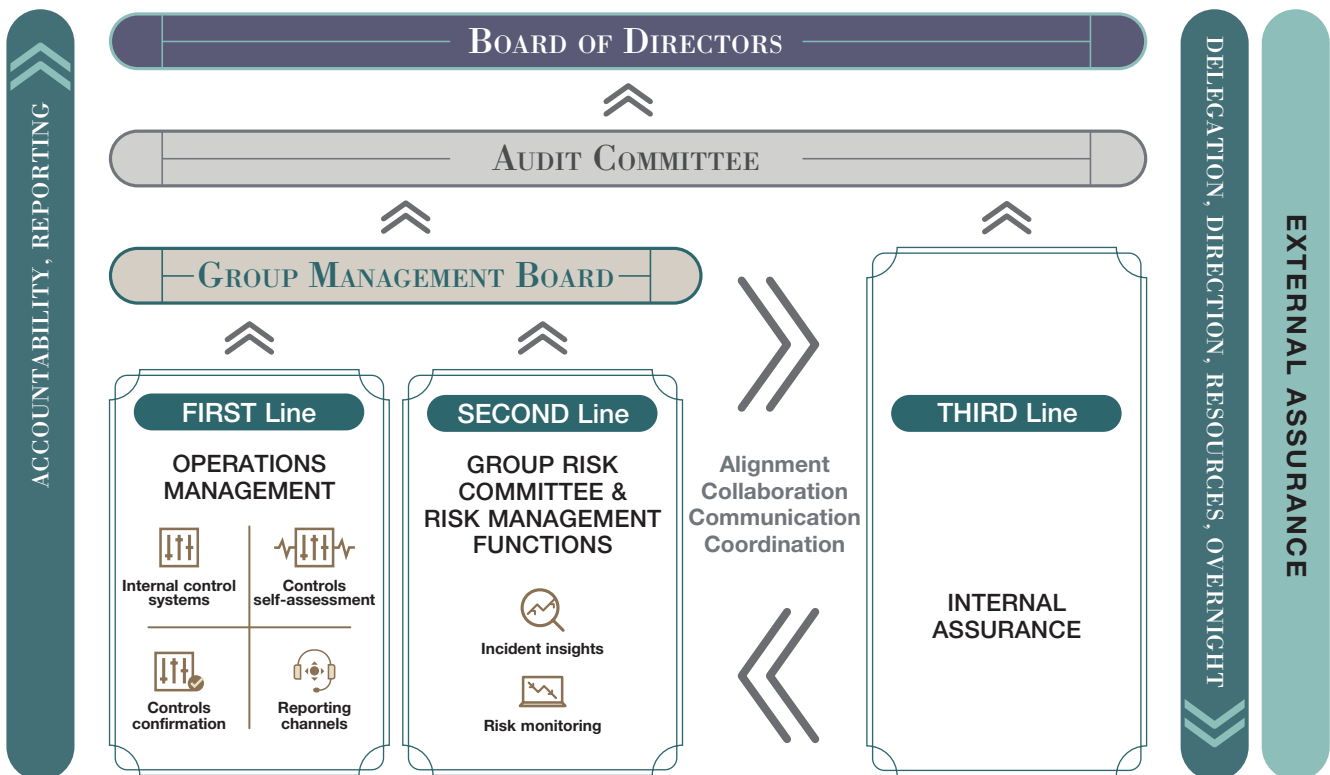 BOARD OF DIRECTORS
AUDIT COMMITTEE
GROUP MANAGEMENT BOARD
ACCOUNTABILITY, REPORTING
FIRST Line
OPERATIONS
MANAGEMENT
Internal control
systems
Controls
self-assessment
Controls
confirmation
Reporting
channels
SECOND Line
GROUP RISK
COMMITTEE &
RISK MANAGEMENT
FUNCTIONS
Incident insights
Risk monitoring
Alignment
Collaboration
Communication
Coordination
THIRD Line
INTERNAL
ASSURANCE
DELEGATION, DIRECTION, RESOURCES, OVERNIGHT
EXTERNAL ASSURANCE